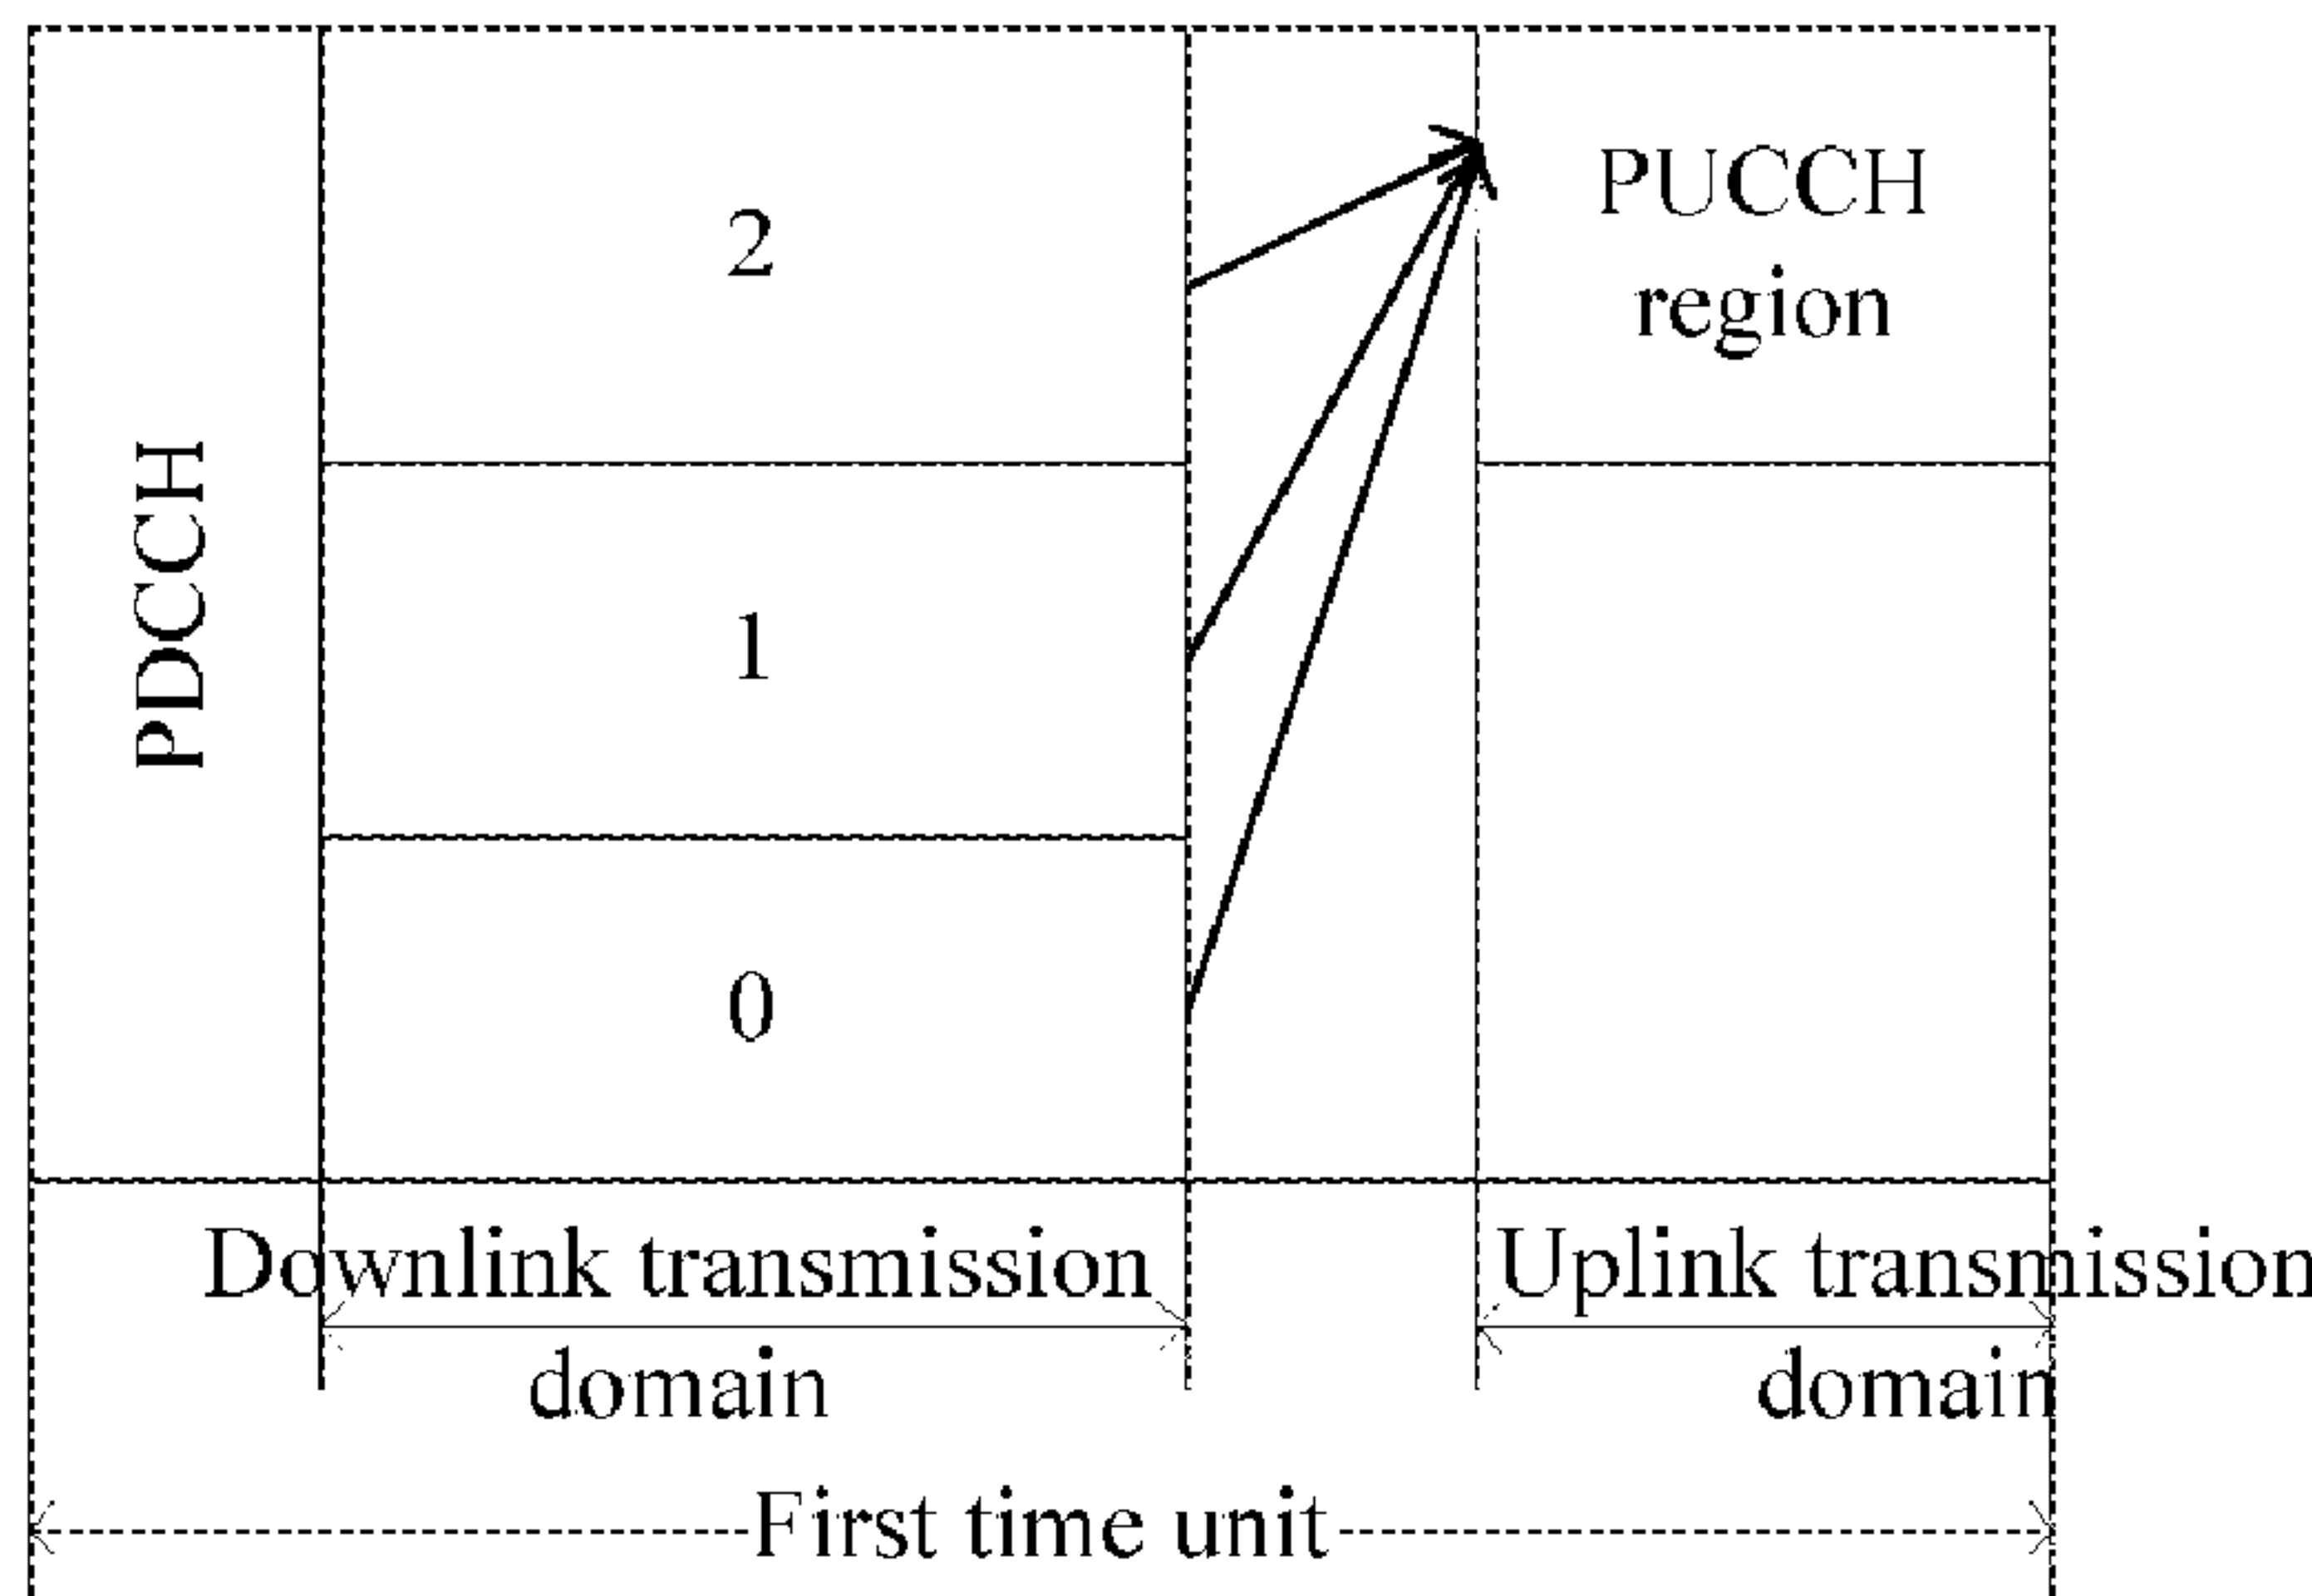 PDCCH
2
1
0
PUCCH
region
Downlink transmission
domain
Uplink transmission
domain
First time unit